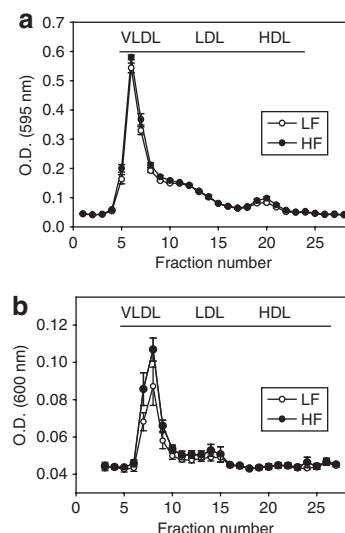 a
VLDL LDL HDL
0.7
0.6
0.5
0.4
0.3
0.2
0.1
0.0
O.D. (595 nm)
LF
HF
0 5 10 15 20 25
Fraction number
b
VLDL LDL HDL
0.12
0.10
0.08
0.06
0.04
O.D. (600 nm)
LF
HF
0 5 10 15 20 25
Fraction number